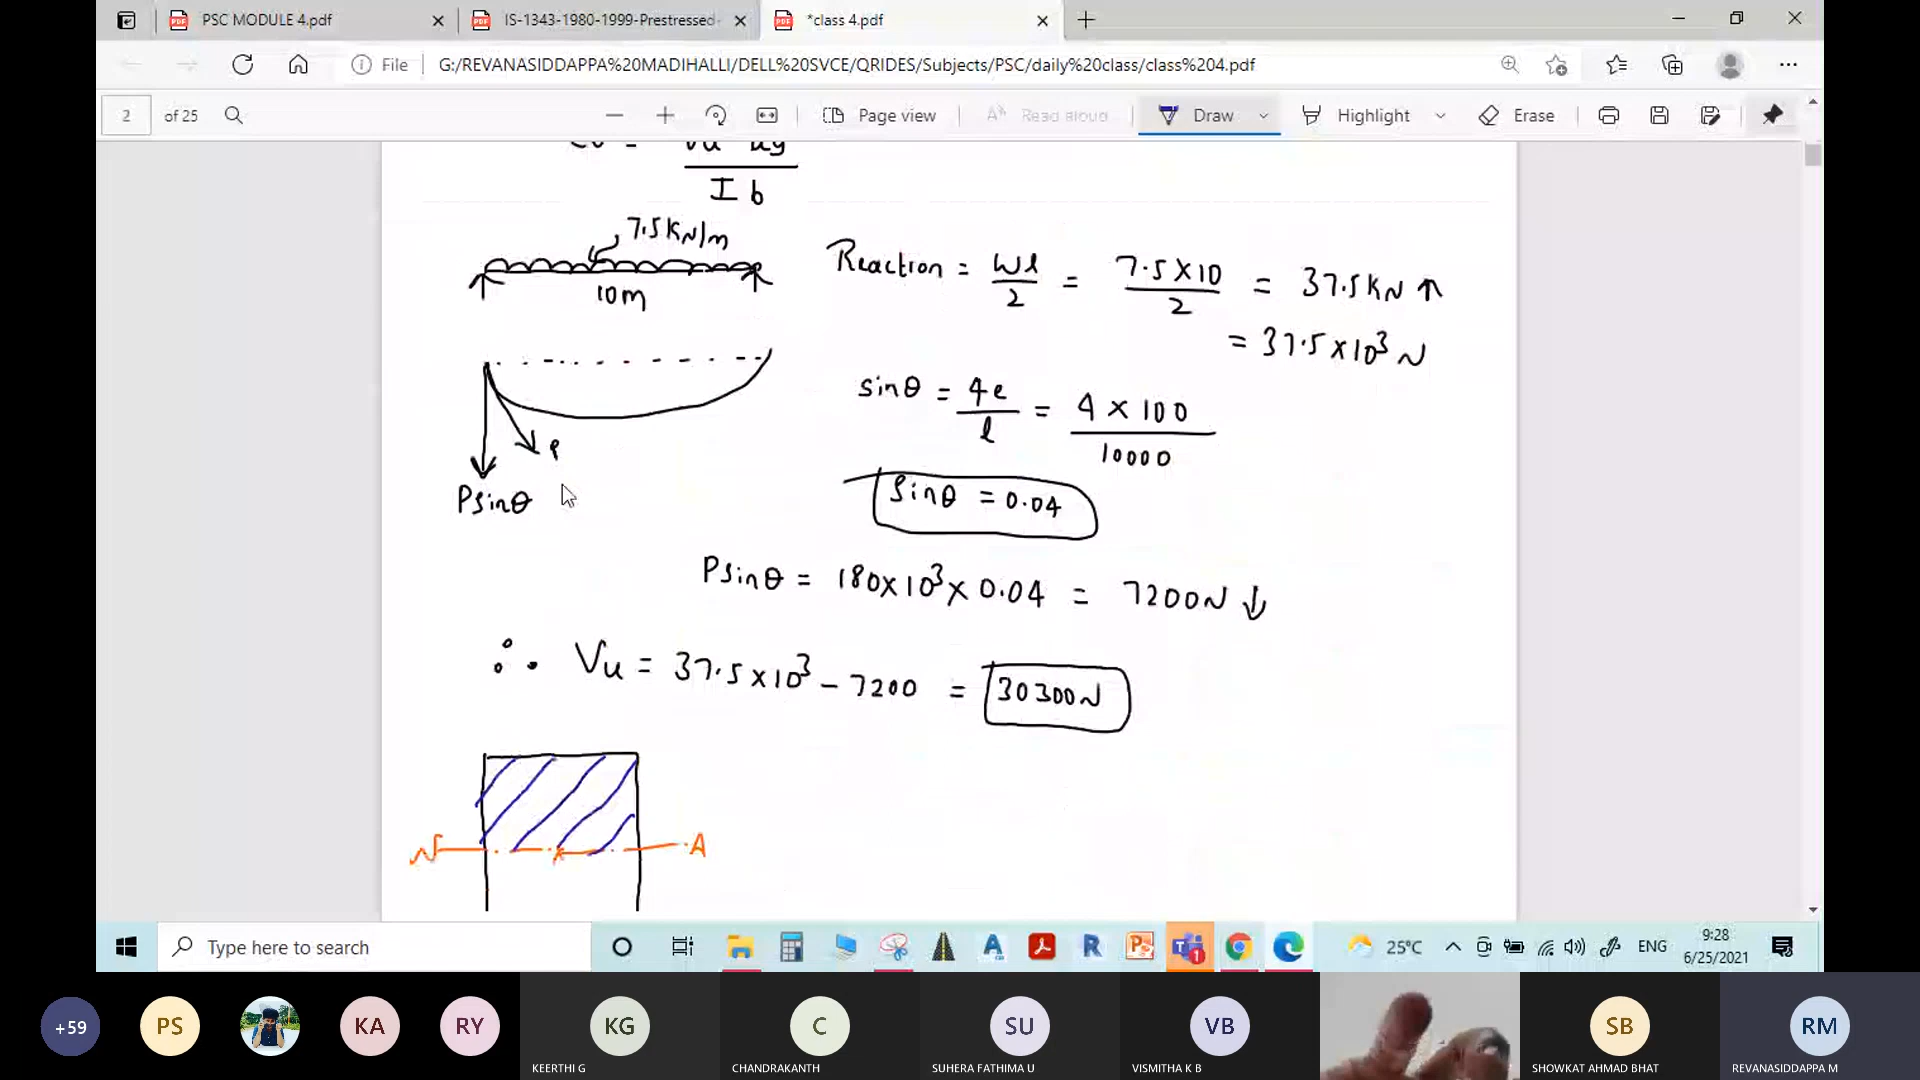 PSC MODULE 4.pdf
IS-1343-1980-1999-Prestressed-
*class 4.pdf
File
G:/REVANASIDDAPPA%20MADIHALLI/DELL%20SVCE/QRIDES/Subjects/PSC/daily%20class/class%204.pdf
2 of 25
Page view
Read aloud
Draw
Highlight
Erase
I b
7.5KN/m
10m
Reaction = Wl/2 = 7.5 X 10/2 = 37.5KN ↑
= 37.5 x 10³ N
sinθ = 4e/l = 4 X 100/10000
Psinθ
P
sinθ = 0.04
Psinθ = 180x10³ x 0.04 = 7200N ↓
∴ Vu = 37.5 x10³ - 7200 = 30300N
N A
Type here to search
25°C
ENG
9:28
6/25/2021
+59
PS
KA
RY
KG
KEERTHI G
C
CHANDRAKANTH
SU
SUHERA FATHIMA U
VB
VISMITHA K B
SB
SHOWKAT AHMAD BHAT
RM
REVANASIDDAPPA M